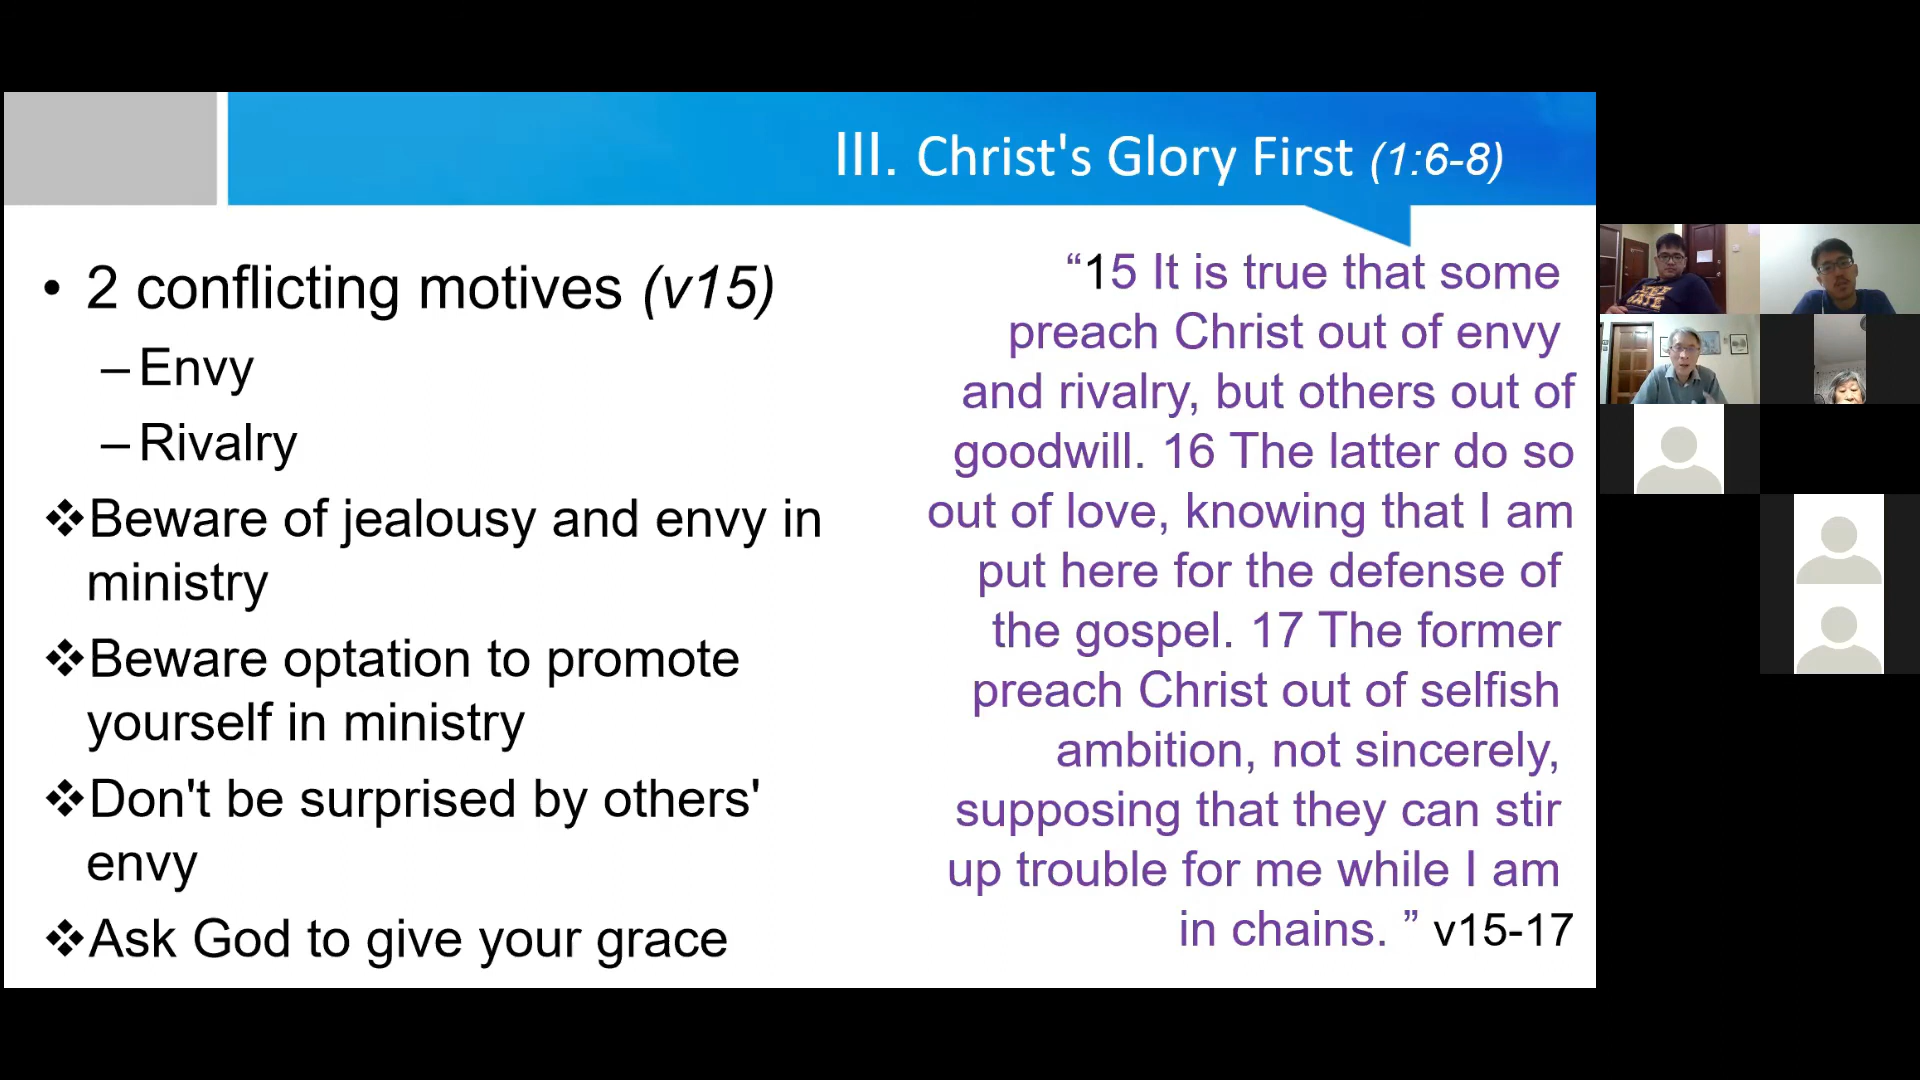 III. Christ's Glory First (1:6-8)
• 2 conflicting motives (v15)
– Envy
– Rivalry
❖Beware of jealousy and envy in
ministry
❖Beware optation to promote
yourself in ministry
❖Don't be surprised by others'
envy
❖Ask God to give your grace
“15 It is true that some
preach Christ out of envy
and rivalry, but others out of
goodwill. 16 The latter do so
out of love, knowing that I am
put here for the defense of
the gospel. 17 The former
preach Christ out of selfish
ambition, not sincerely,
supposing that they can stir
up trouble for me while I am
in chains. ” v15-17